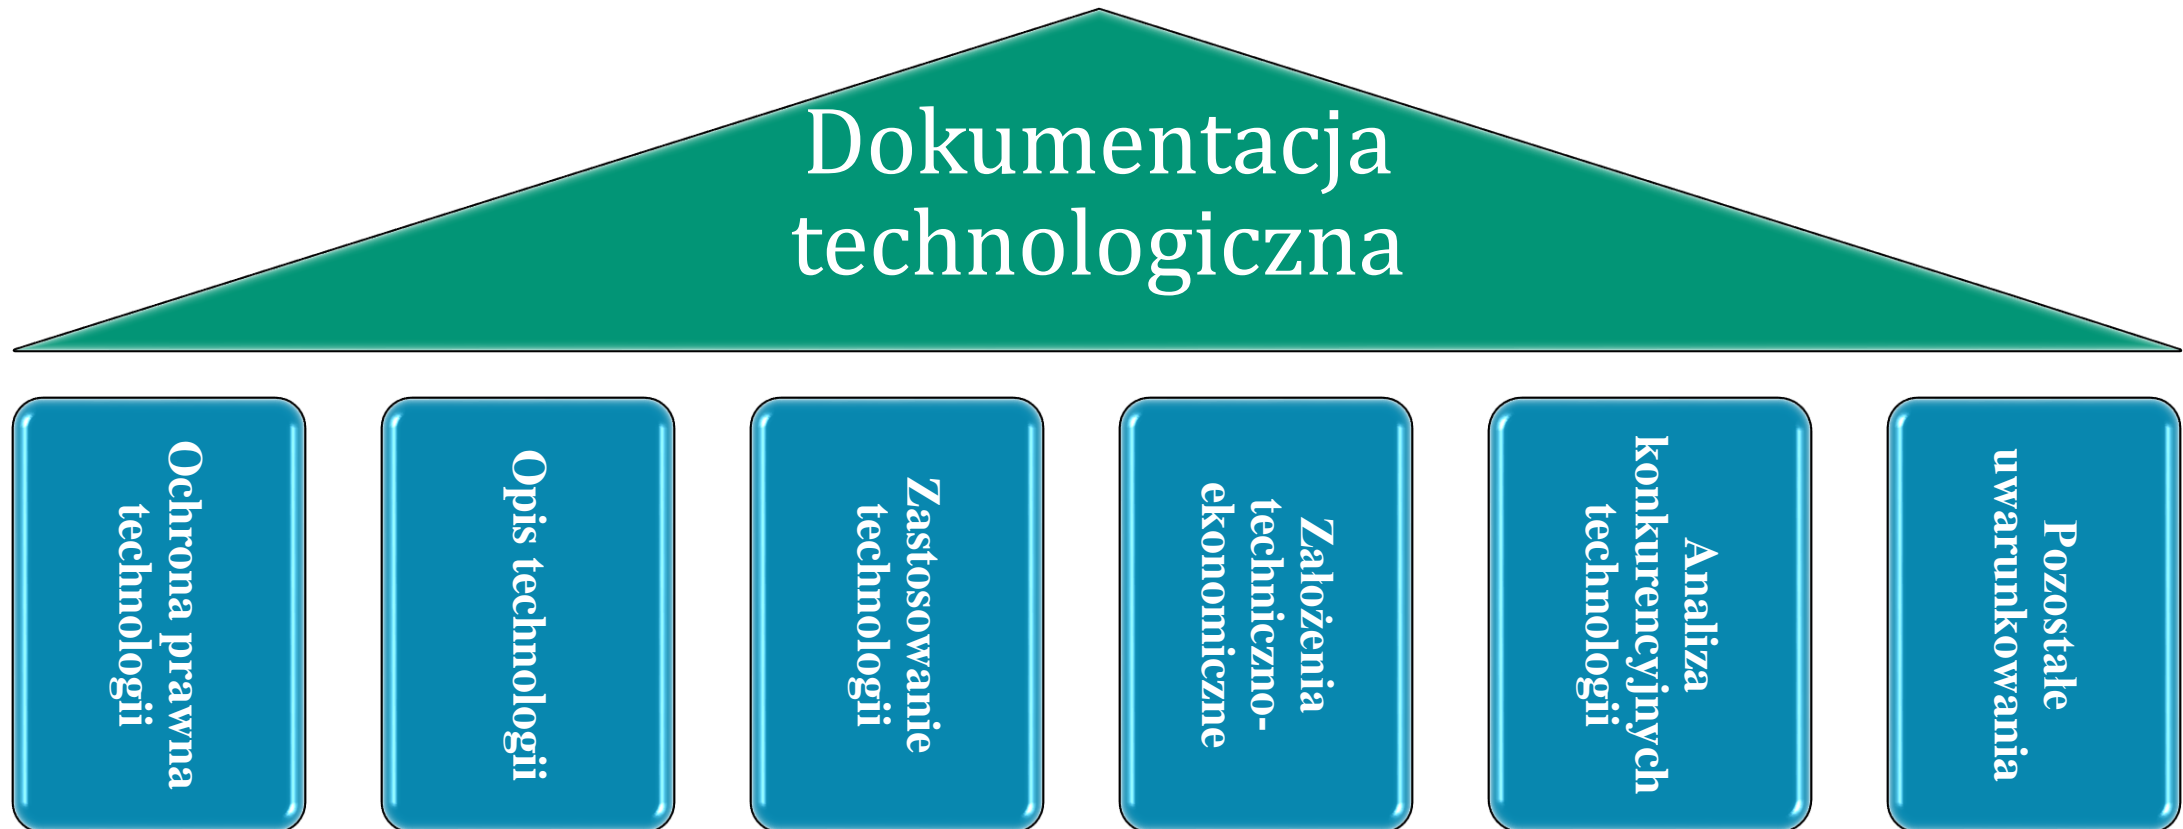 Dokumentacja
technologiczna
Ochrona prawna
technologii
Opis technologii
Zastosowanie
technologii
Założenia
techniczno-
ekonomiczne
Analiza
konkurencyjnych
technologii
Pozostałe
uwarunkowania